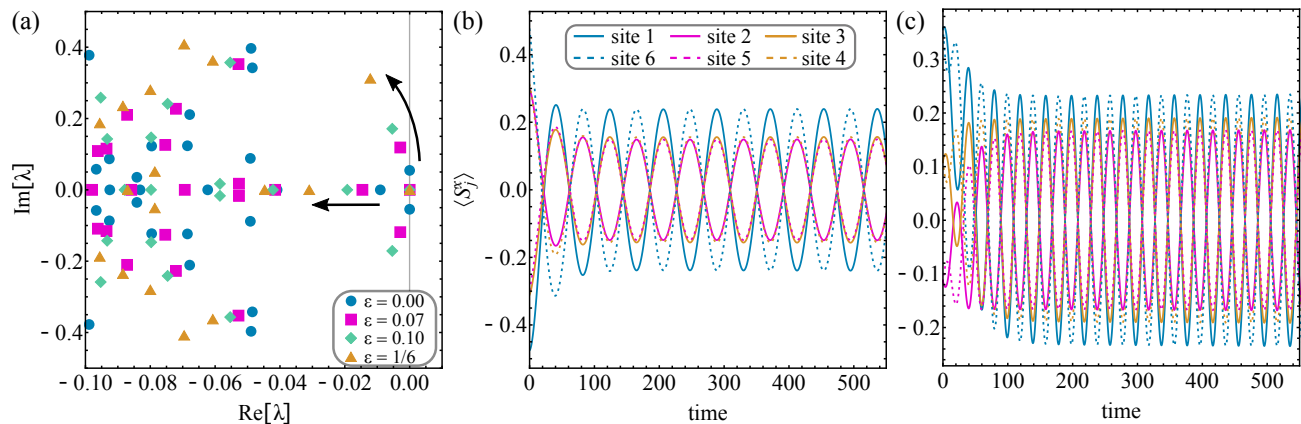 (a)
0.4
0.2
0.0
- 0.2
- 0.4
Im[λ]
ε = 0.00
ε = 0.07
ε = 0.10
ε = 1/6
- 0.10 - 0.08 - 0.06 - 0.04 - 0.02 0.00
Re[λ]
(b)
site 1 site 2 site 3
site 6 site 5 site 4
0.4
0.2
0.0
- 0.2
- 0.4
⟨Sⱼˣ⟩
0 100 200 300 400 500
time
(c)
0.3
0.2
0.1
0.0
- 0.1
- 0.2
0 100 200 300 400 500
time